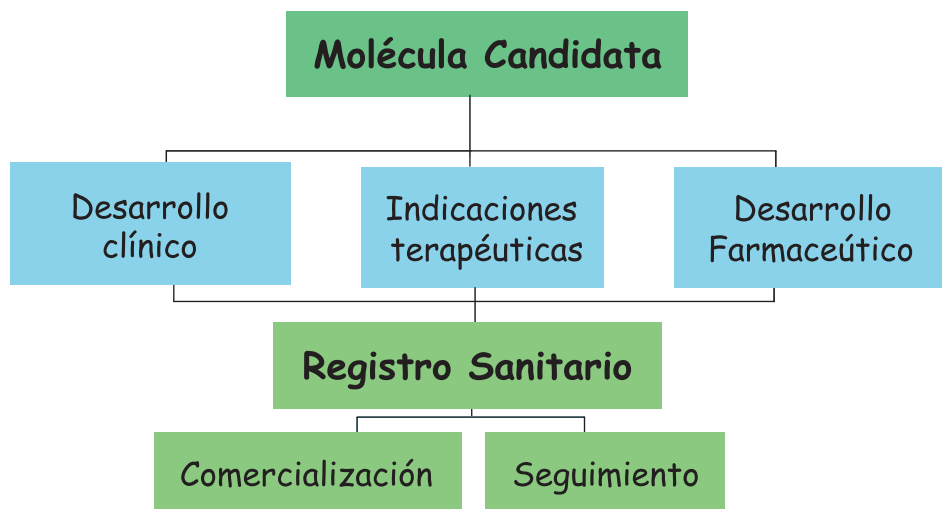 Molécula Candidata
Desarrollo
clínico
Indicaciones
terapéuticas
Desarrollo
Farmaceútico
Registro Sanitario
Comercialización
Seguimiento